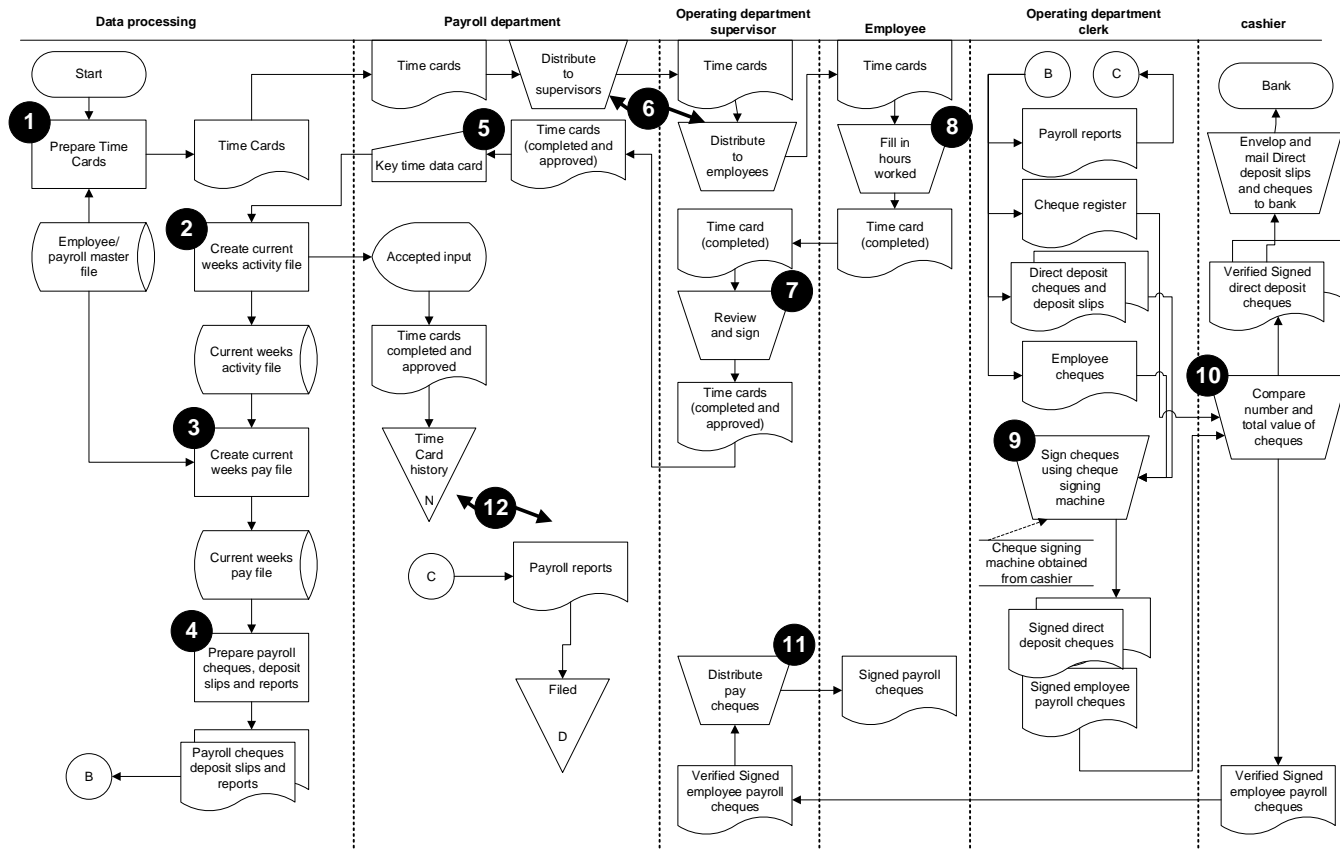 Data processing
Payroll department
Operating department
supervisor
Employee
Operating department
clerk
cashier
Start
1
Prepare Time
Cards
Time Cards
Employee/
payroll master
file
2
Create current
weeks activity file
Current weeks
activity file
3
Create current
weeks pay file
Current weeks
pay file
4
Prepare payroll
cheques, deposit
slips and reports
Payroll cheques
deposit slips and
reports
B
Time cards
Distribute
to
supervisors
5
Key time data card
Time cards
(completed and
approved)
6
Accepted input
Time cards
completed and
approved
Time
Card
history
N
12
C
Payroll reports
Filed
D
Time cards
Distribute
to
employees
Time card
(completed)
7
Review
and sign
Time cards
(completed and
approved)
11
Distribute
pay
cheques
Verified Signed
employee payroll
cheques
Time cards
8
Fill in
hours
worked
Time card
(completed)
Signed payroll
cheques
B
C
Payroll reports
Cheque register
Direct deposit
cheques and
deposit slips
Employee
cheques
9
Sign cheques
using cheque
signing
machine
Cheque signing
machine obtained
from cashier
Signed direct
deposit cheques
Signed employee
payroll cheques
Bank
Envelop and
mail Direct
deposit slips
and cheques
to bank
Verified Signed
direct deposit
cheques
10
Compare
number and
total value of
cheques
Verified Signed
employee payroll
cheques